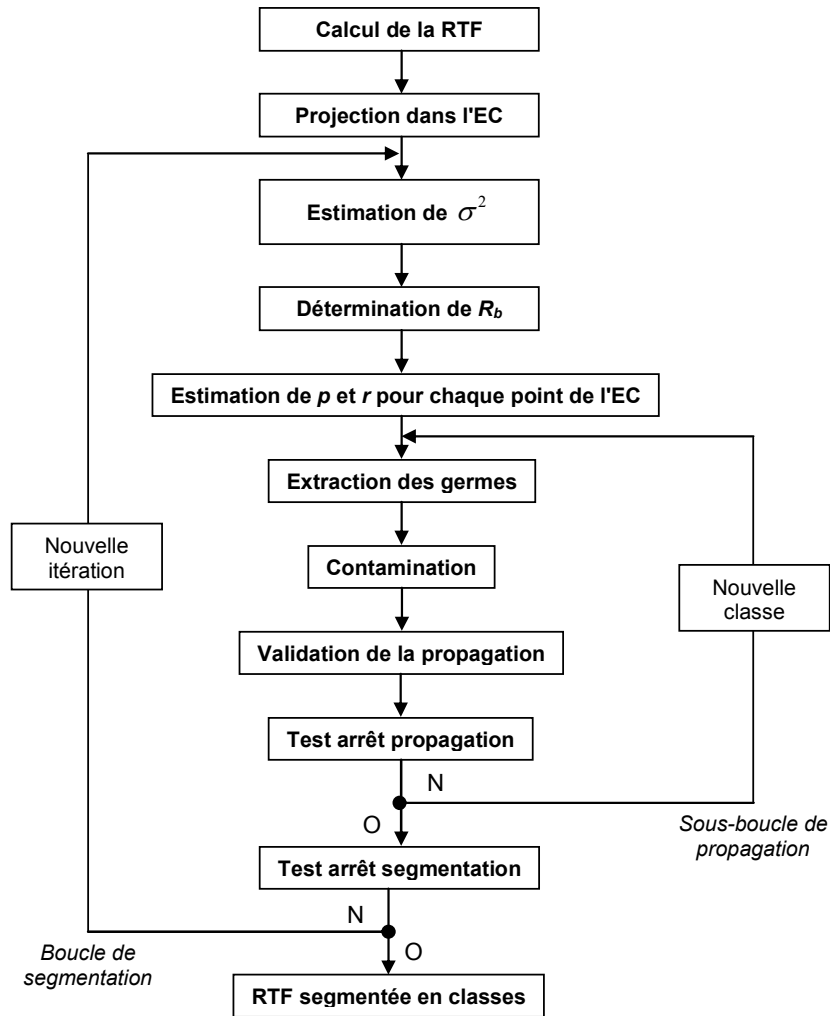 Calcul de la RTF
Projection dans l'EC
Estimation de σ²
Détermination de Rb
Estimation de p et r pour chaque point de l'EC
Extraction des germes
Nouvelle
itération
Contamination
Nouvelle
classe
Validation de la propagation
Test arrêt propagation
N
O
Sous-boucle de
propagation
Test arrêt segmentation
N
O
Boucle de
segmentation
RTF segmentée en classes